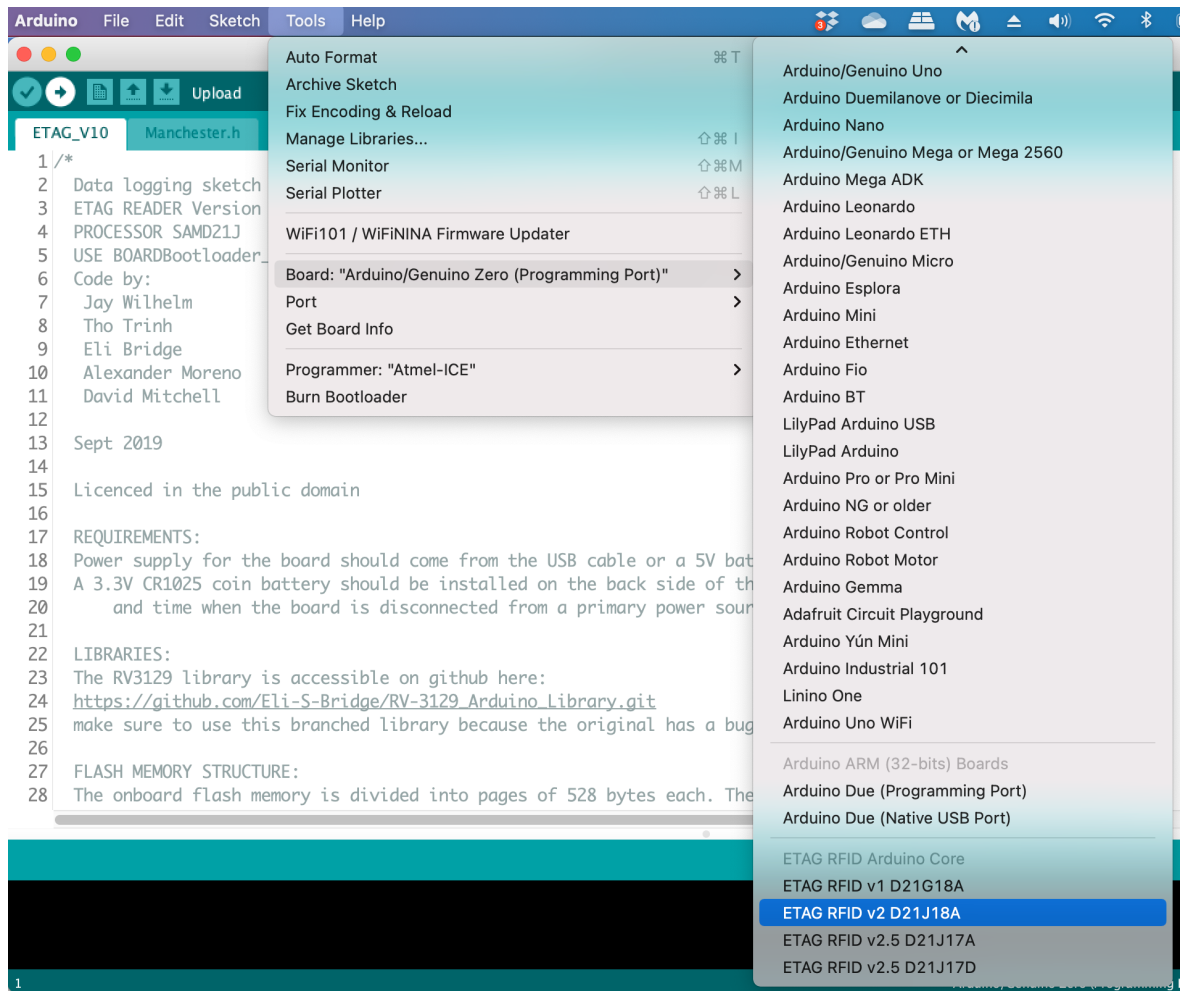 Arduino File Edit Sketch Tools Help
3
Upload
ETAG_V10 Manchester.h
1 /*
2 Data logging sketch
3 ETAG READER Version
4 PROCESSOR SAMD21J
5 USE BOARDBootloader_
6 Code by:
7 Jay Wilhelm
8 Tho Trinh
9 Eli Bridge
10 Alexander Moreno
11 David Mitchell
12
13 Sept 2019
14
15 Licenced in the public domain
16
17 REQUIREMENTS:
18 Power supply for the board should come from the USB cable or a 5V bat
19 A 3.3V CR1025 coin battery should be installed on the back side of th
20 and time when the board is disconnected from a primary power sour
21
22 LIBRARIES:
23 The RV3129 library is accessible on github here:
24 https://github.com/Eli-S-Bridge/RV-3129_Arduino_Library.git
25 make sure to use this branched library because the original has a bug
26
27 FLASH MEMORY STRUCTURE:
28 The onboard flash memory is divided into pages of 528 bytes each. The
Auto Format ⌘ T
Archive Sketch
Fix Encoding & Reload
Manage Libraries... ⇧⌘ I
Serial Monitor ⇧⌘M
Serial Plotter ⇧⌘ L
WiFi101 / WiFiNINA Firmware Updater
Board: "Arduino/Genuino Zero (Programming Port)"
Port
Get Board Info
Programmer: "Atmel-ICE"
Burn Bootloader
Arduino/Genuino Uno
Arduino Duemilanove or Diecimila
Arduino Nano
Arduino/Genuino Mega or Mega 2560
Arduino Mega ADK
Arduino Leonardo
Arduino Leonardo ETH
Arduino/Genuino Micro
Arduino Esplora
Arduino Mini
Arduino Ethernet
Arduino Fio
Arduino BT
LilyPad Arduino USB
LilyPad Arduino
Arduino Pro or Pro Mini
Arduino NG or older
Arduino Robot Control
Arduino Robot Motor
Arduino Gemma
Adafruit Circuit Playground
Arduino Yún Mini
Arduino Industrial 101
Linino One
Arduino Uno WiFi
Arduino ARM (32-bits) Boards
Arduino Due (Programming Port)
Arduino Due (Native USB Port)
ETAG RFID Arduino Core
ETAG RFID v1 D21G18A
ETAG RFID v2 D21J18A
ETAG RFID v2.5 D21J17A
ETAG RFID v2.5 D21J17D
1